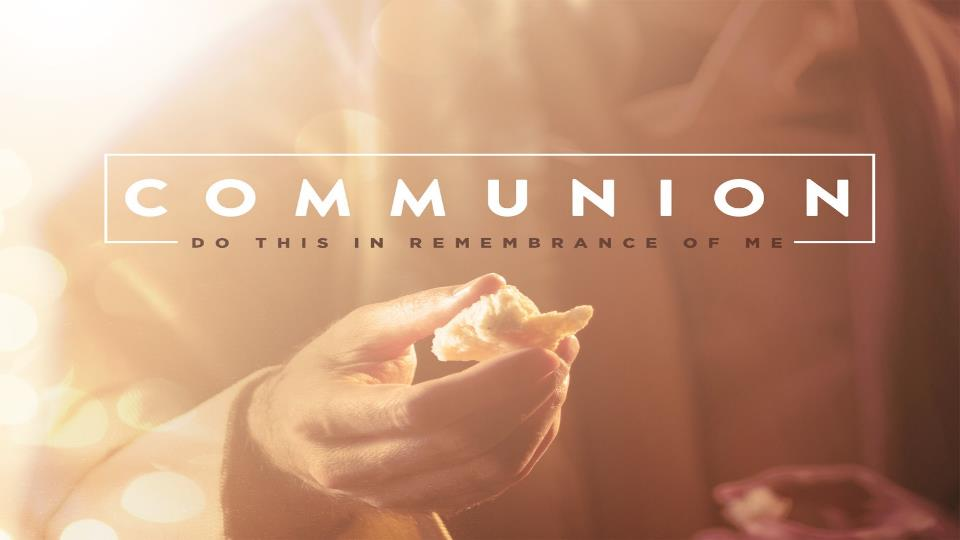 COMMUNION
DO THIS IN REMEMBRANCE OF ME